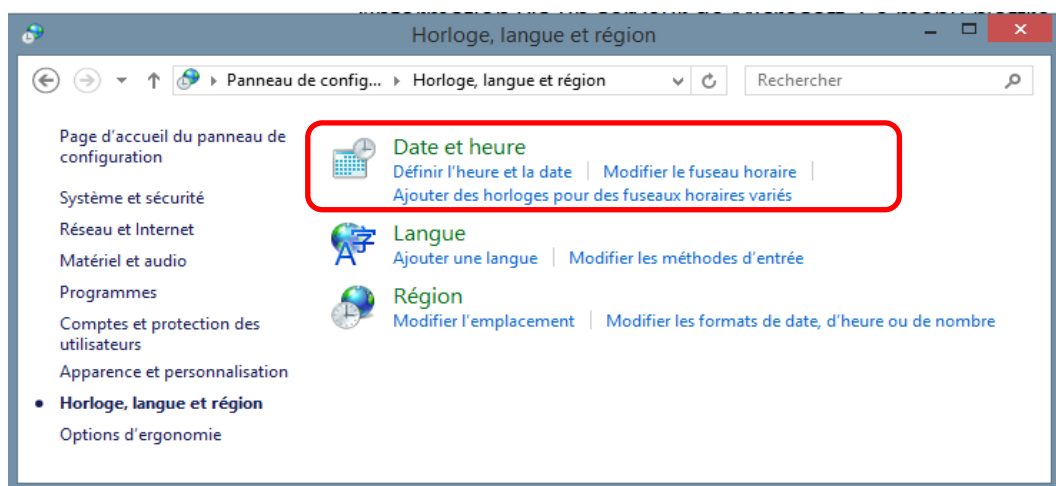 Horloge, langue et région
Panneau de config... Horloge, langue et région
Rechercher
Page d'accueil du panneau de
configuration
Système et sécurité
Réseau et Internet
Matériel et audio
Programmes
Comptes et protection des
utilisateurs
Apparence et personnalisation
Horloge, langue et région
Options d'ergonomie
Date et heure
Définir l'heure et la date | Modifier le fuseau horaire |
Ajouter des horloges pour des fuseaux horaires variés
Langue
Ajouter une langue | Modifier les méthodes d'entrée
Région
Modifier l'emplacement | Modifier les formats de date, d'heure ou de nombre